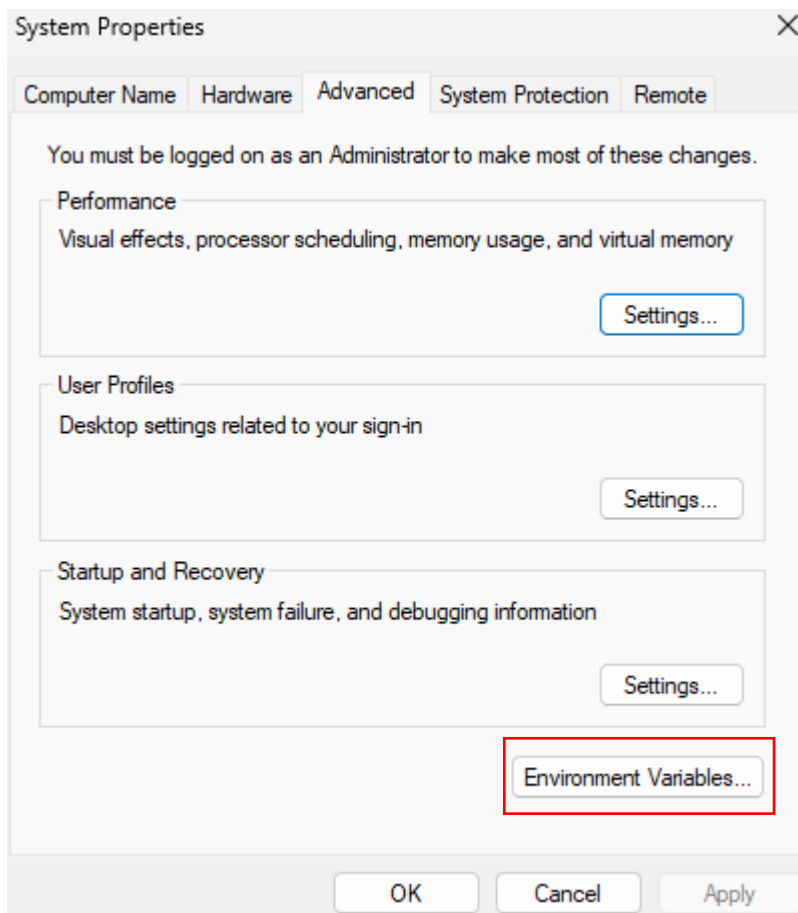 System Properties
Computer Name Hardware Advanced System Protection Remote
You must be logged on as an Administrator to make most of these changes.
Performance
Visual effects, processor scheduling, memory usage, and virtual memory
Settings...
User Profiles
Desktop settings related to your sign-in
Settings...
Startup and Recovery
System startup, system failure, and debugging information
Settings...
Environment Variables...
OK Cancel Apply